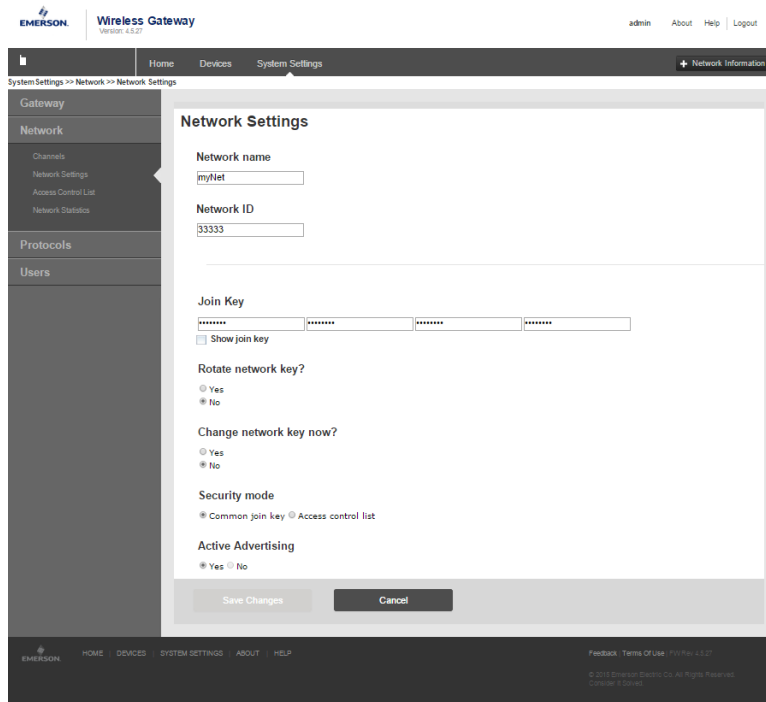 EMERSON.
Wireless Gateway
Version: 4.5.27
admin About Help Logout
Home Devices System Settings
+ Network Information
System Settings >> Network >> Network Settings
Gateway
Network
Channels
Network Settings
Access Control List
Network Statistics
Protocols
Users
Network Settings
Network name
myNet
Network ID
33333
Join Key
•••••••• •••••••• •••••••• ••••••••
Show join key
Rotate network key?
Yes
No
Change network key now?
Yes
No
Security mode
Common join key Access control list
Active Advertising
Yes No
Save Changes Cancel
EMERSON.
HOME | DEVICES | SYSTEM SETTINGS | ABOUT | HELP
Feedback | Terms Of Use | FW Rev 4.5.27
© 2015 Emerson Electric Co. All Rights Reserved.
Consider It Solved.